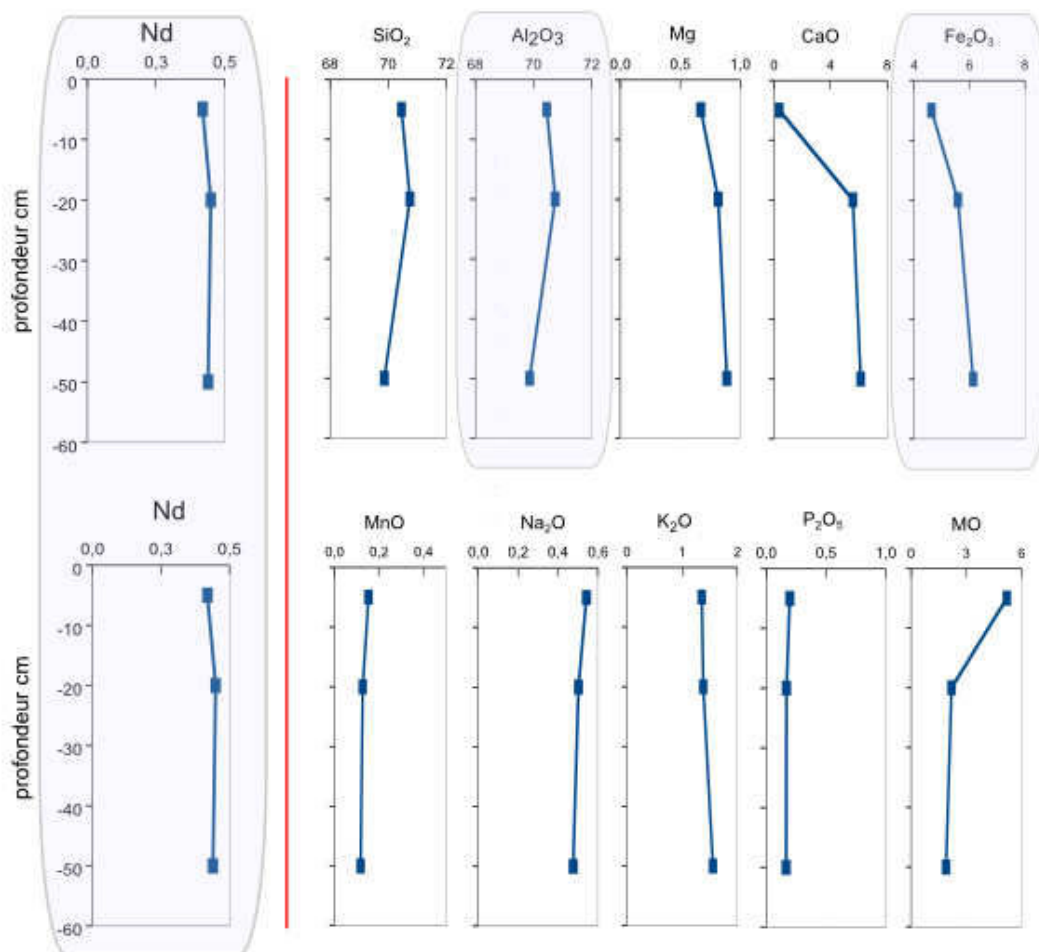 Nd
0,0 0,3 0,5
0
-10
-20
-30
-40
-50
-60
profondeur cm
SiO₂
68 70 72
Al₂O₃
68 70 72
Mg
0,0 0,5 1,0
CaO
0 4 8
Fe₂O₃
4 6 8
Nd
0,0 0,3 0,5
0
-10
-20
-30
-40
-50
-60
profondeur cm
MnO
0,0 0,2 0,4
Na₂O
0,0 0,2 0,4 0,6
K₂O
0 1 2
P₂O₅
0,0 0,5 1,0
MO
0 3 6